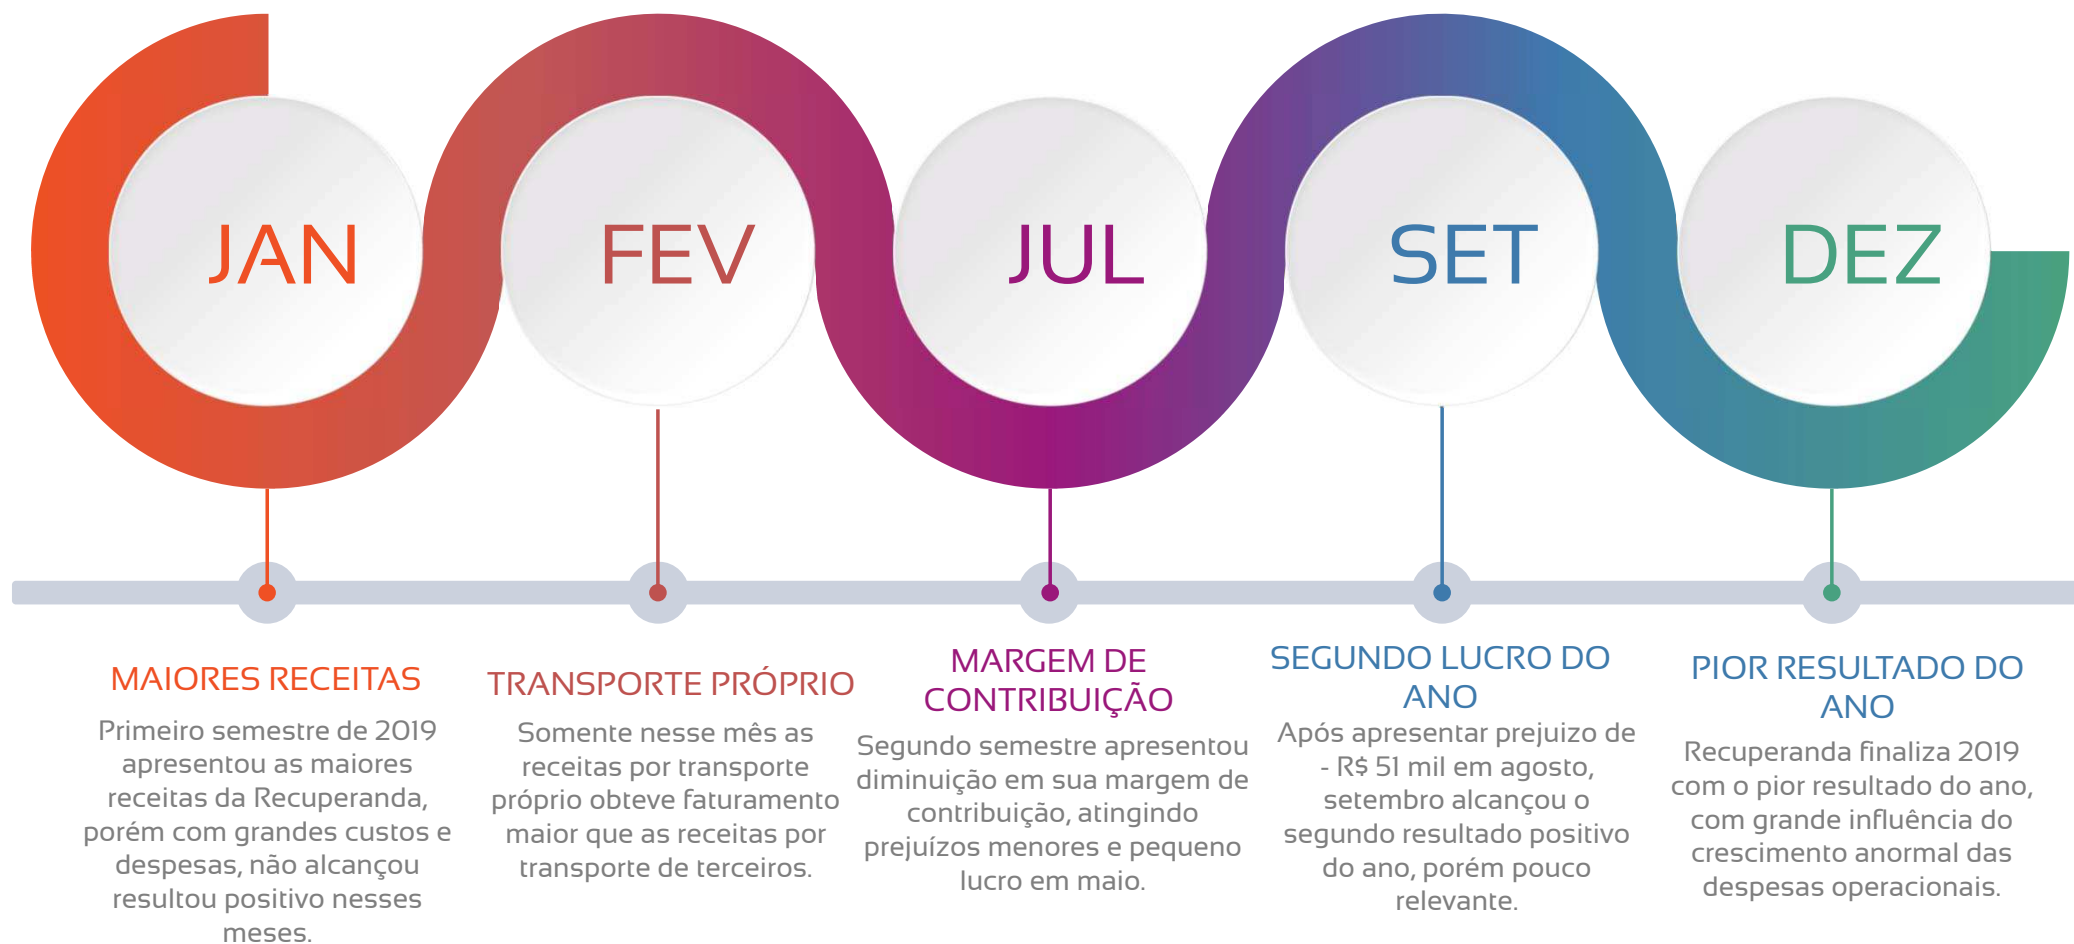 JAN
FEV
JUL
SET
DEZ
MAIORES RECEITAS
Primeiro semestre de 2019
apresentou as maiores
receitas da Recuperanda,
porém com grandes custos e
despesas, não alcançou
resultou positivo nesses
meses.
TRANSPORTE PRÓPRIO
Somente nesse mês as
receitas por transporte
próprio obteve faturamento
maior que as receitas por
transporte de terceiros.
MARGEM DE
CONTRIBUIÇÃO
Segundo semestre apresentou
diminuição em sua margem de
contribuição, atingindo
prejuízos menores e pequeno
lucro em maio.
SEGUNDO LUCRO DO
ANO
Após apresentar prejuizo de
- R$ 51 mil em agosto,
setembro alcançou o
segundo resultado positivo
do ano, porém pouco
relevante.
PIOR RESULTADO DO
ANO
Recuperanda finaliza 2019
com o pior resultado do ano,
com grande influência do
crescimento anormal das
despesas operacionais.